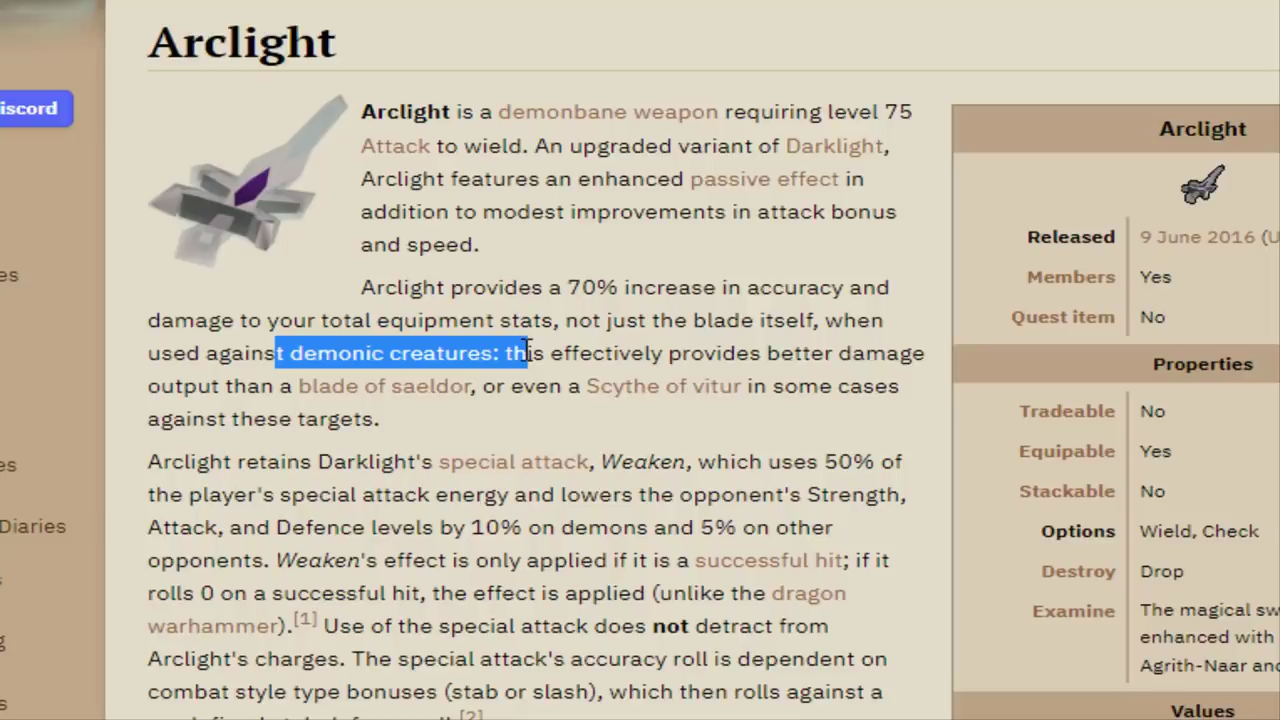 Arclight
iscord
Arclight is a demonbane weapon requiring level 75
Attack to wield. An upgraded variant of Darklight,
Arclight features an enhanced passive effect in
addition to modest improvements in attack bonus
and speed.
Arclight provides a 70% increase in accuracy and
damage to your total equipment stats, not just the blade itself, when
used against demonic creatures: this effectively provides better damage
output than a blade of saeldor, or even a Scythe of vitur in some cases
against these targets.
Arclight retains Darklight's special attack, Weaken, which uses 50% of
the player's special attack energy and lowers the opponent's Strength,
Attack, and Defence levels by 10% on demons and 5% on other
opponents. Weaken's effect is only applied if it is a successful hit; if it
rolls 0 on a successful hit, the effect is applied (unlike the dragon
warhammer).[1] Use of the special attack does not detract from
Arclight's charges. The special attack's accuracy roll is dependent on
combat style type bonuses (stab or slash), which then rolls against a
[2]
Arclight
Released 9 June 2016 (U
Members Yes
Quest item No
Properties
Tradeable No
Equipable Yes
Stackable No
Options Wield, Check
Destroy Drop
Examine The magical sw
enhanced with
Agrith-Naar and
Values
es
es
Diaries
s
g
s